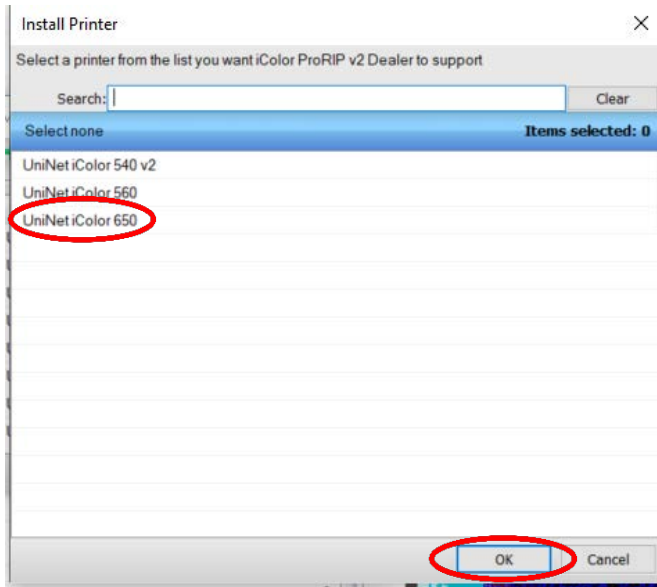 Install Printer
Select a printer from the list you want iColor ProRIP v2 Dealer to support
Search: Clear
Select none Items selected: 0
UniNet iColor 540 v2
UniNet iColor 560
UniNet iColor 650
OK Cancel